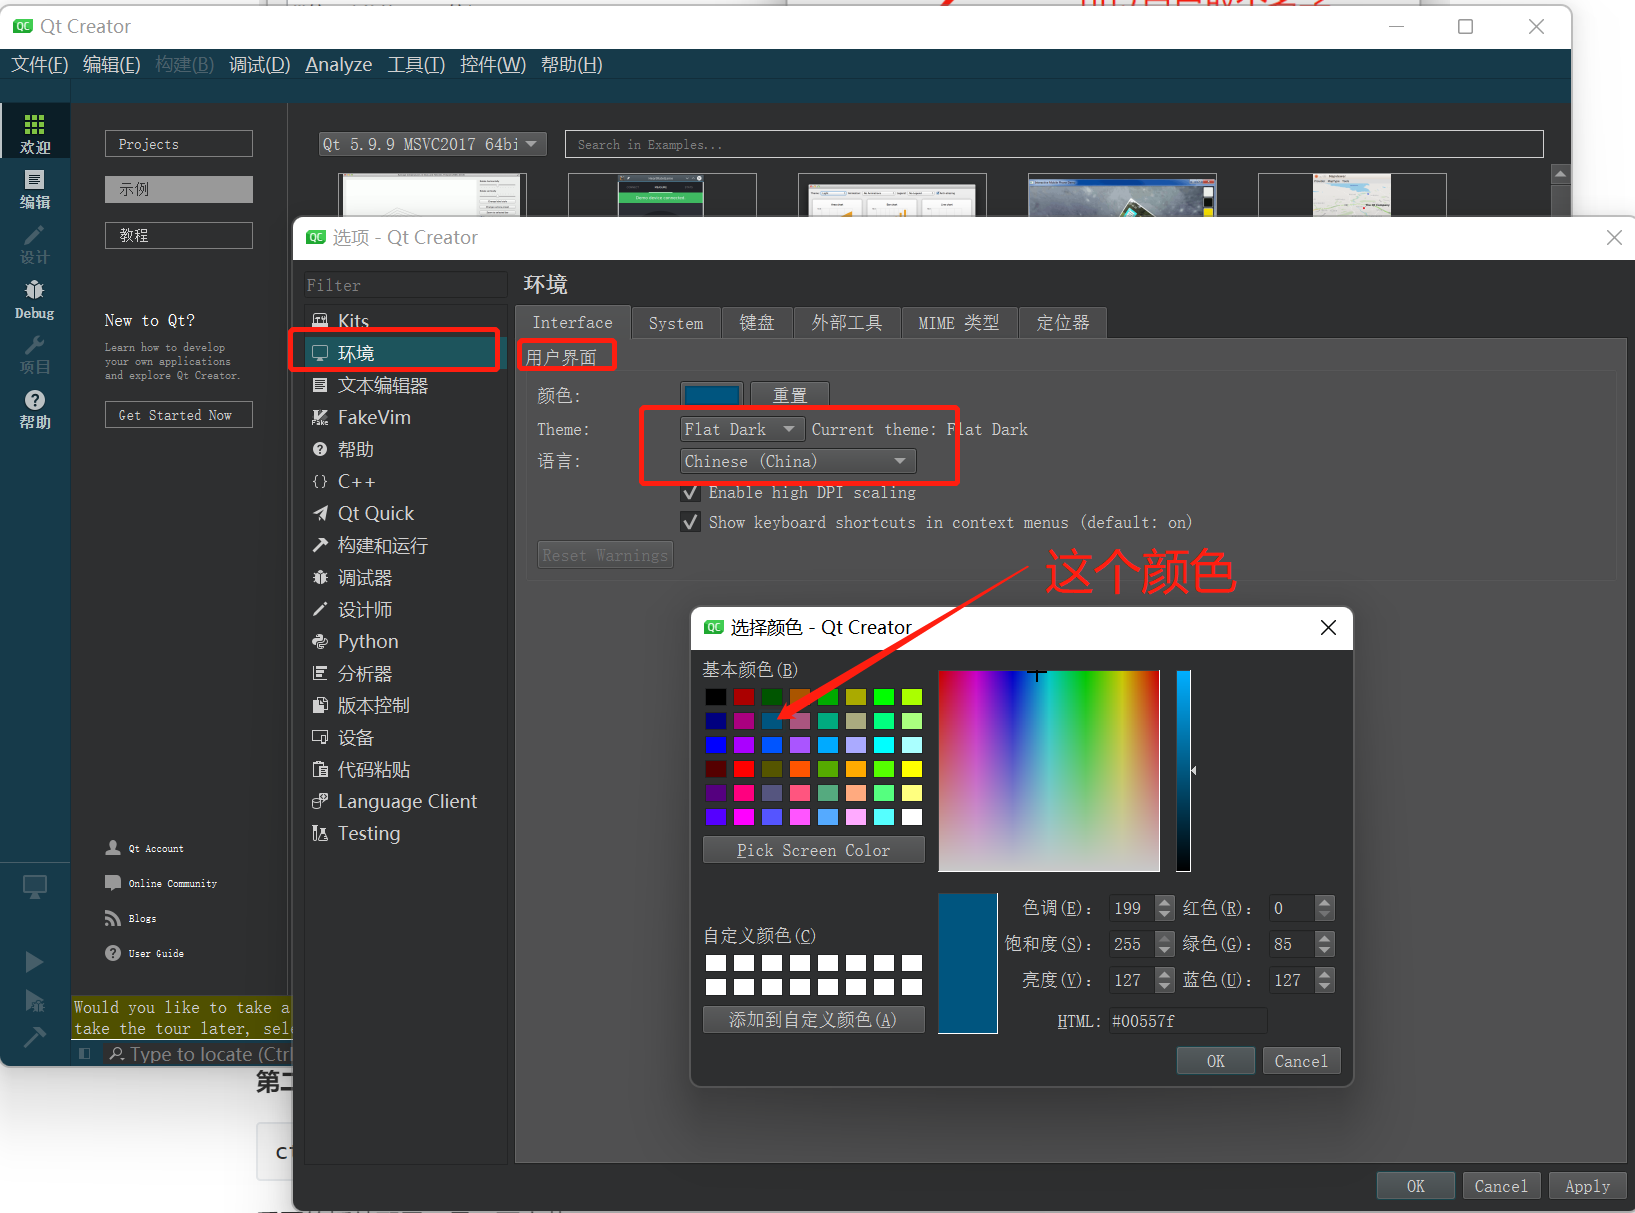 Qt Creator
文件(F) 编辑(E) 构建(B) 调试(D) Analyze 工具(T) 控件(W) 帮助(H)
欢迎
编辑
设计
Debug
项目
帮助
Projects
示例
教程
New to Qt?
Learn how to develop
your own applications
and explore Qt Creator.
Get Started Now
Qt Account
Online Community
Blogs
User Guide
Would you like to take a
take the tour later, sel
Type to locate (Ctrl
Qt 5.9.9 MSVC2017 64bi
Search in Examples...
选项 - Qt Creator
Filter
Kits
环境
文本编辑器
FakeVim
帮助
C++
Qt Quick
构建和运行
调试器
设计师
Python
分析器
版本控制
设备
代码粘贴
Language Client
Testing
环境
Interface System 键盘 外部工具 MIME 类型 定位器
用户界面
颜色: 重置
Theme: Flat Dark Current theme: Flat Dark
语言: Chinese (China)
Enable high DPI scaling
Show keyboard shortcuts in context menus (default: on)
Reset Warnings
这个颜色
选择颜色 - Qt Creator
基本颜色(B)
Pick Screen Color
自定义颜色(C)
添加到自定义颜色(A)
色调(E): 199 红色(R): 0
饱和度(S): 255 绿色(G): 85
亮度(V): 127 蓝色(U): 127
HTML: #00557f
OK Cancel
OK Cancel Apply